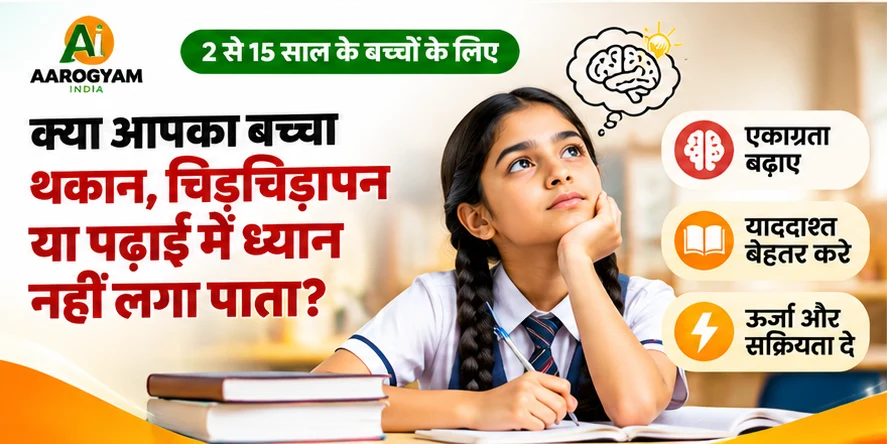 Ai
AAROGYAM
INDIA
2 से 15 साल के बच्चों के लिए
क्या आपका बच्चा
थकान, चिड़चिड़ापन
या पढ़ाई में ध्यान
नहीं लगा पाता?
एकाग्रता
बढ़ाए
याददाश्त
बेहतर करे
ऊर्जा और
सक्रियता दे